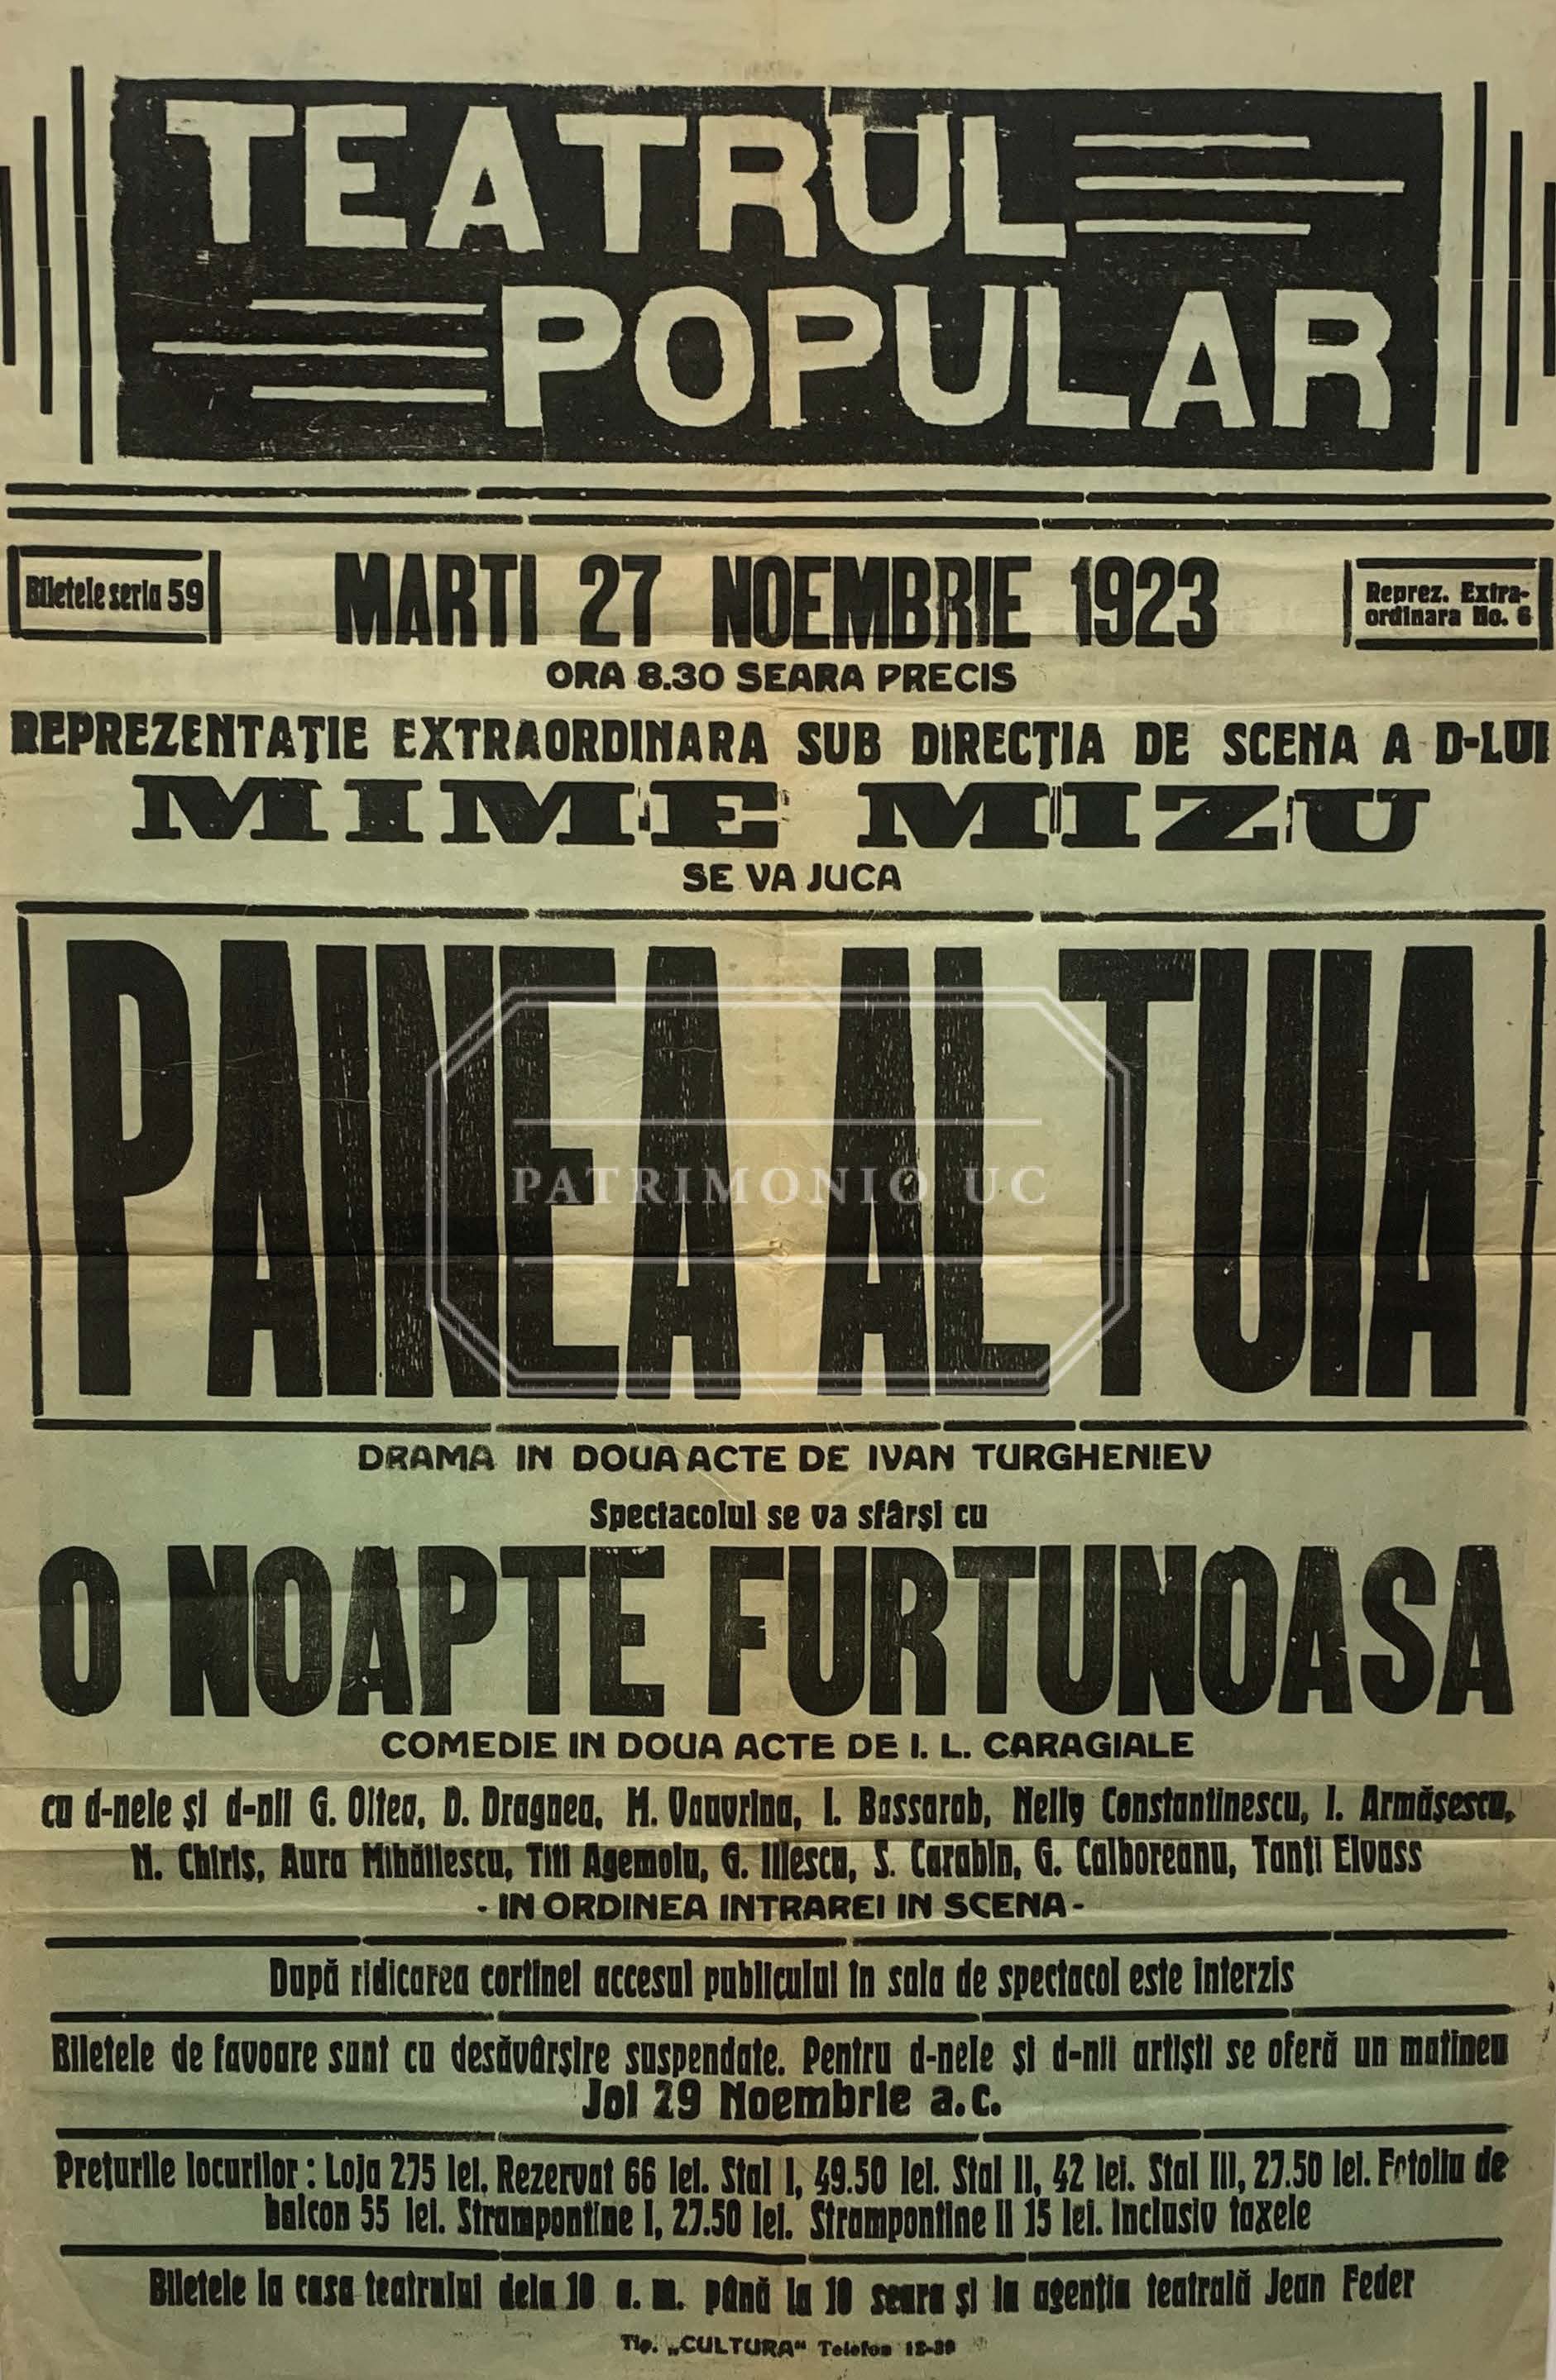 TEATRUL
POPULAR
Biletele seria 59
MARTI 27 NOEMBRIE 1923
Reprez. Extra-
ordinara No. 6
ORA 8.30 SEARA PRECIS
REPREZENTAȚIE EXTRAORDINARA SUB DIRECȚIA DE SCENA A D-LUI
MIME MIZU
SE VA JUCA
PAINEA ALTUIA
PATRIMONIO UC
DRAMA IN DOUA ACTE DE IVAN TURGHENIEV
Spectacolul se va sfârși cu
O NOAPTE FURTUNOASA
COMEDIE IN DOUA ACTE DE I. L. CARAGIALE
cu d-nele și d-nii G. Oltea, D. Dragnea, M. Vauvrina, I. Bassarab, Nelly Constantinescu, I. Armășescu,
N. Chiris, Aura Mihăilescu, Titi Agemolu, G. Illescu, S. Carabin, G. Calboreanu, Tanti Elvass
- IN ORDINEA INTRAREI IN SCENA -
După ridicarea cortinei accesul publicului in sala de spectacol este interzis
Biletele de favoare sunt cu desăvârșire suspendate. Pentru d-nele și d-nii artiști se oferă un matineu
Joi 29 Noembrie a.c.
Prețurile locurilor : Loja 275 lei. Rezervat 66 lei. Stal I, 49.50 lei. Stal II, 42 lei. Stal III, 27.50 lei. Fotoliu de
balcon 55 lei. Strampontine I, 27.50 lei. Strampontine II 15 lei. Inclusiv taxele
Biletele la casa teatrului dela 10 a. m. până la 10 seara și la agenția teatrală Jean Feder
Tip. „CULTURA" Telefon 12-39